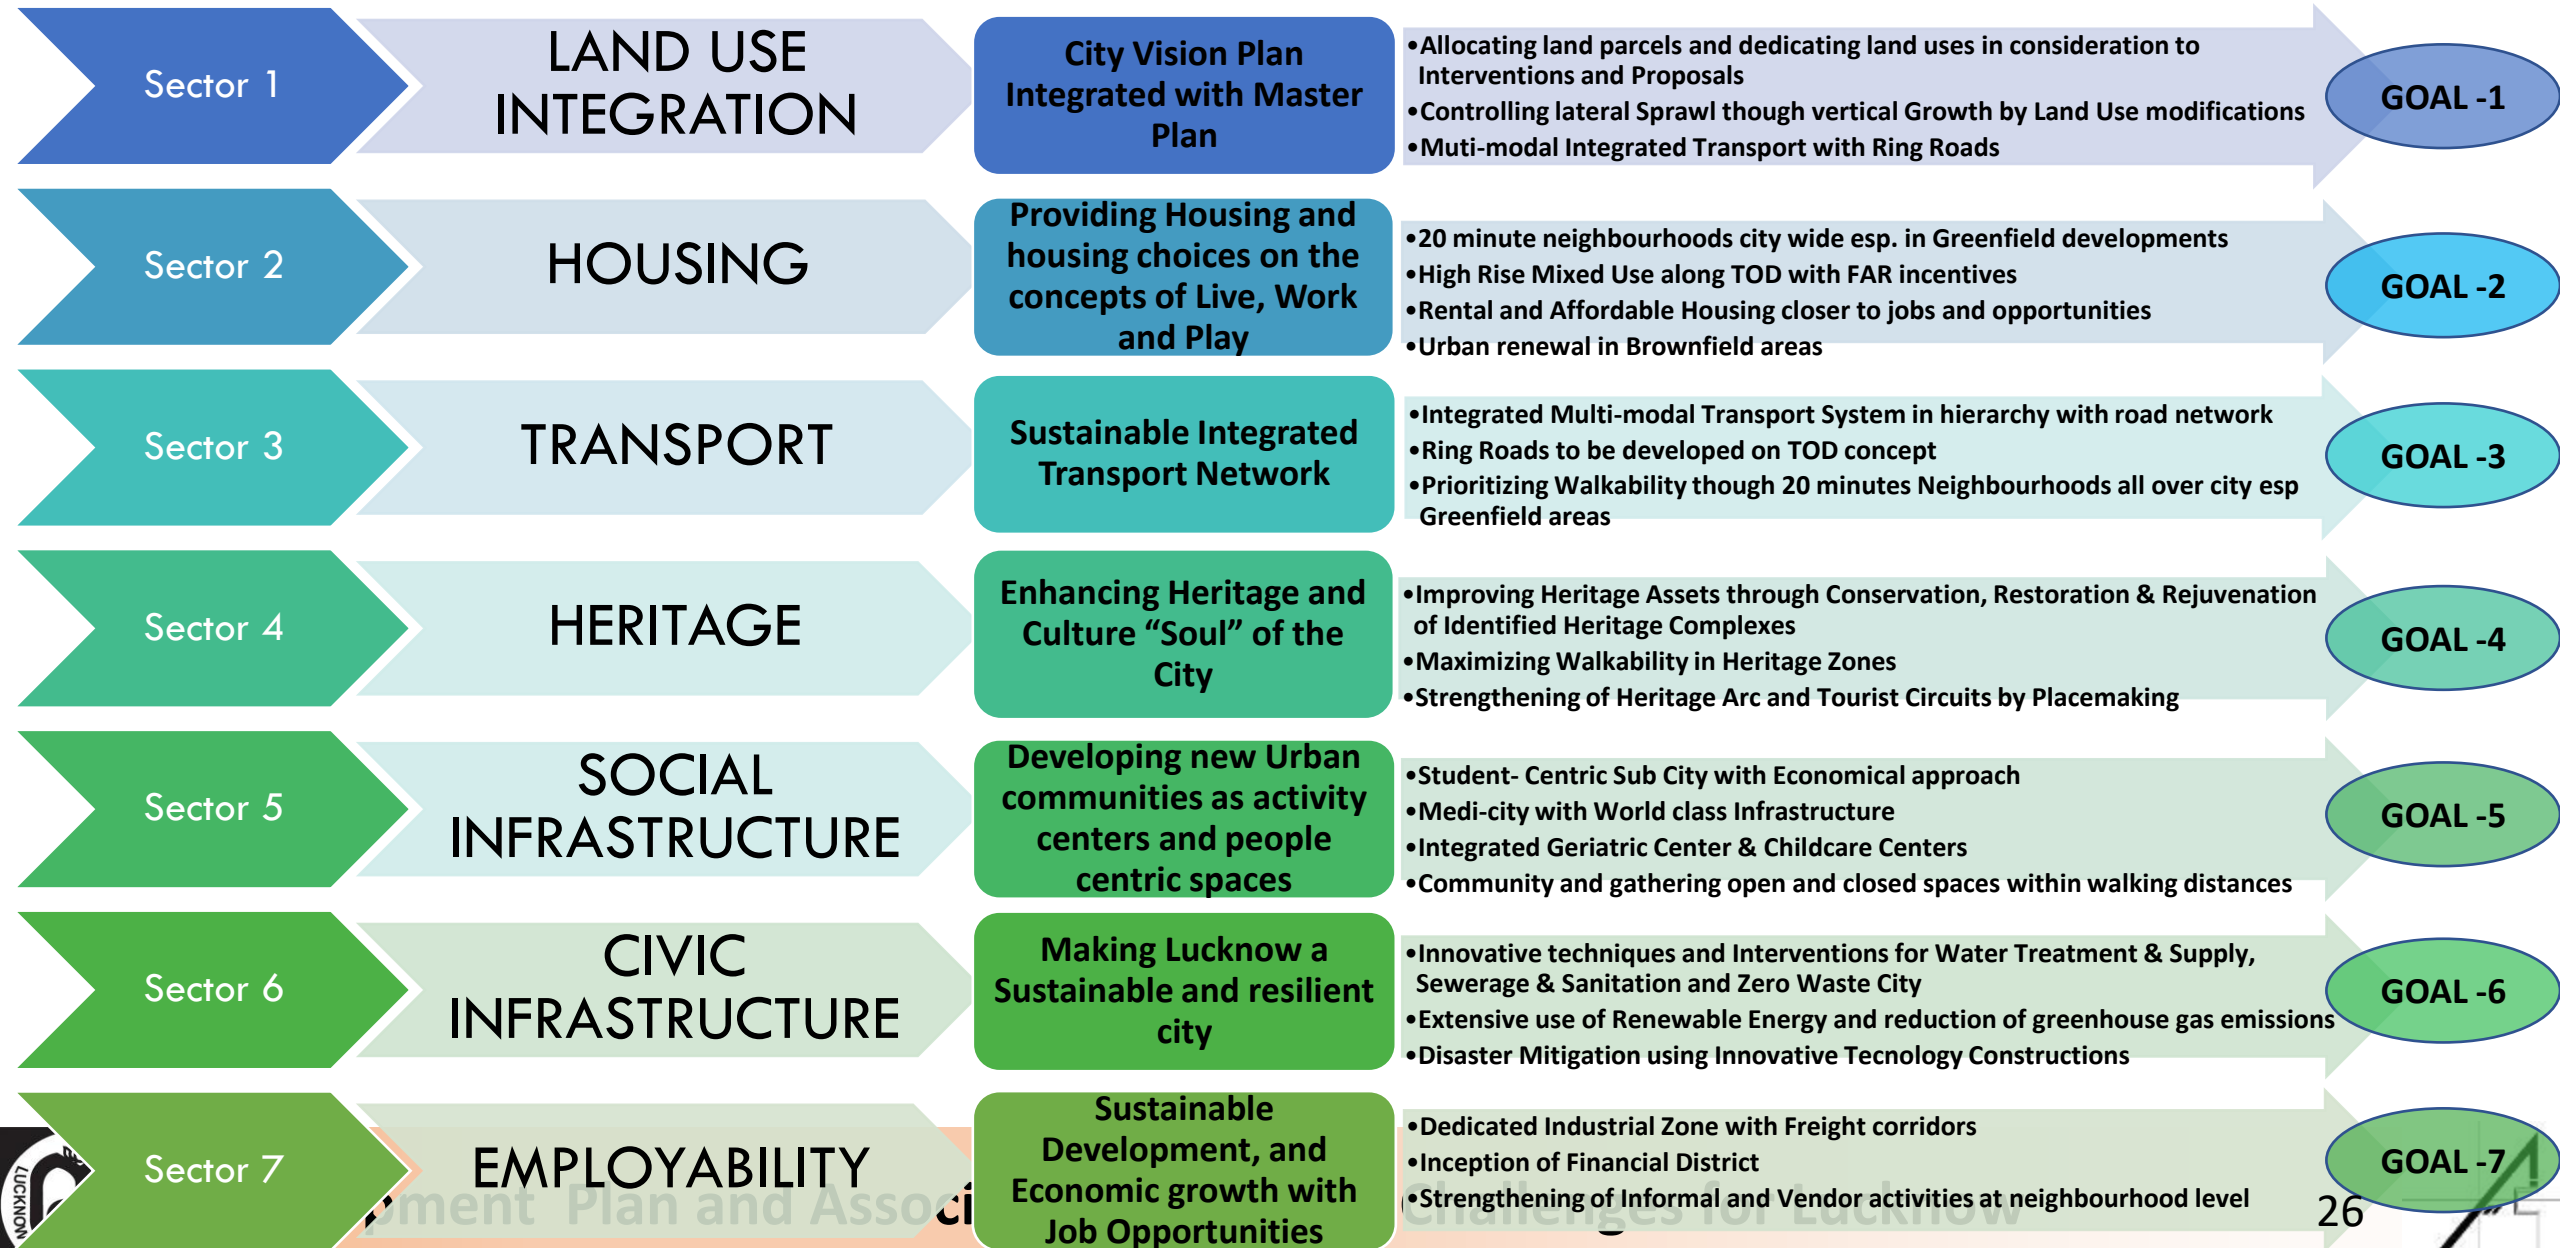 Sector 1
LAND USE
INTEGRATION
City Vision Plan
Integrated with Master
Plan
•Allocating land parcels and dedicating land uses in consideration to
Interventions and Proposals
•Controlling lateral Sprawl though vertical Growth by Land Use modifications
•Muti-modal Integrated Transport with Ring Roads
GOAL -1
Sector 2
HOUSING
Providing Housing and
housing choices on the
concepts of Live, Work
and Play
•20 minute neighbourhoods city wide esp. in Greenfield developments
•High Rise Mixed Use along TOD with FAR incentives
•Rental and Affordable Housing closer to jobs and opportunities
•Urban renewal in Brownfield areas
GOAL -2
Sector 3
TRANSPORT
Sustainable Integrated
Transport Network
•Integrated Multi-modal Transport System in hierarchy with road network
•Ring Roads to be developed on TOD concept
•Prioritizing Walkability though 20 minutes Neighbourhoods all over city esp
Greenfield areas
GOAL -3
Sector 4
HERITAGE
Enhancing Heritage and
Culture “Soul” of the
City
•Improving Heritage Assets through Conservation, Restoration & Rejuvenation
of Identified Heritage Complexes
•Maximizing Walkability in Heritage Zones
•Strengthening of Heritage Arc and Tourist Circuits by Placemaking
GOAL -4
Sector 5
SOCIAL
INFRASTRUCTURE
Developing new Urban
communities as activity
centers and people
centric spaces
•Student- Centric Sub City with Economical approach
•Medi-city with World class Infrastructure
•Integrated Geriatric Center & Childcare Centers
•Community and gathering open and closed spaces within walking distances
GOAL -5
Sector 6
CIVIC
INFRASTRUCTURE
Making Lucknow a
Sustainable and resilient
city
•Innovative techniques and Interventions for Water Treatment & Supply,
Sewerage & Sanitation and Zero Waste City
•Extensive use of Renewable Energy and reduction of greenhouse gas emissions
•Disaster Mitigation using Innovative Tecnology Constructions
GOAL -6
Sector 7
EMPLOYABILITY
Sustainable
Development, and
Economic growth with
Job Opportunities
•Dedicated Industrial Zone with Freight corridors
•Inception of Financial District
•Strengthening of Informal and Vendor activities at neighbourhood level
GOAL -7
LUCKNOW
Plan and Challenges for Lucknow
26